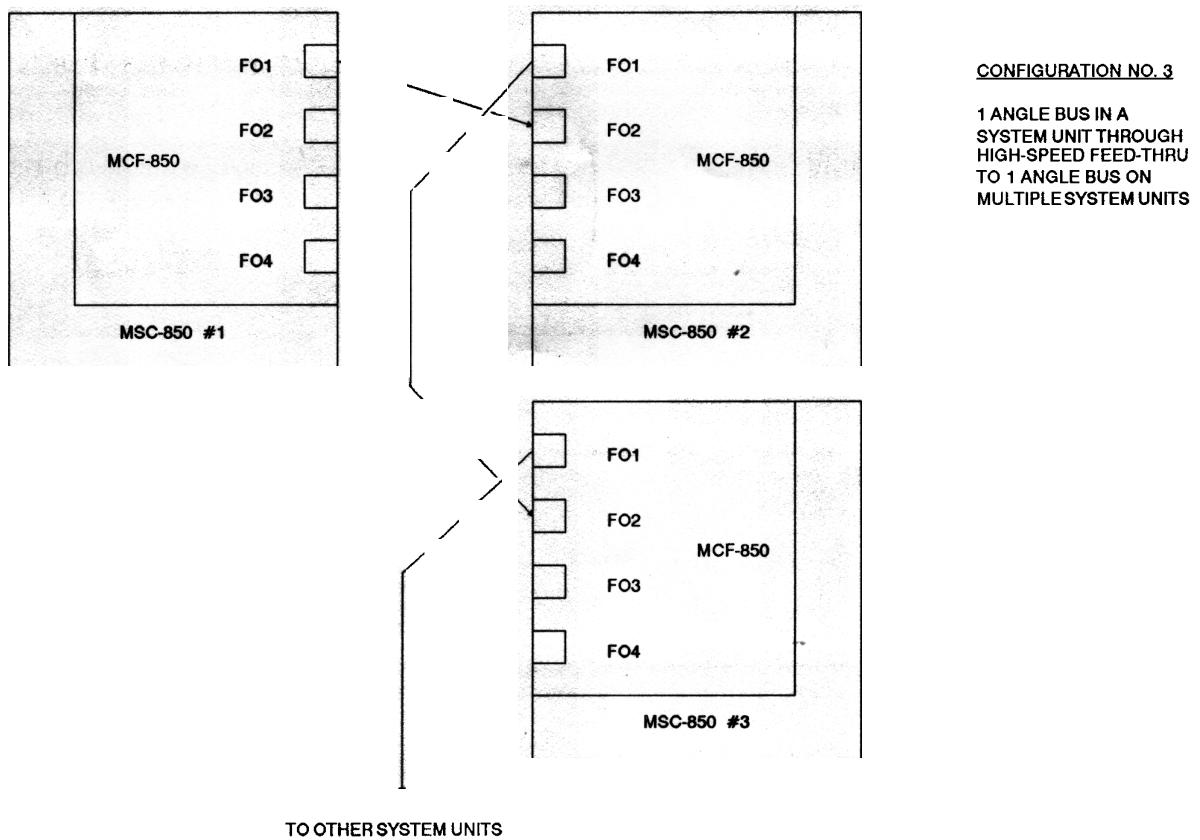 FO1
FO2
MCF-850
FO3
FO4
MSC-850 #1
FO1
FO2
MCF-850
FO3
FO4
MSC-850 #2
CONFIGURATION NO. 3
1 ANGLE BUS IN A
SYSTEM UNIT THROUGH
HIGH-SPEED FEED-THRU
TO 1 ANGLE BUS ON
MULTIPLE SYSTEM UNITS
FO1
FO2
MCF-850
FO3
FO4
MSC-850 #3
TO OTHER SYSTEM UNITS